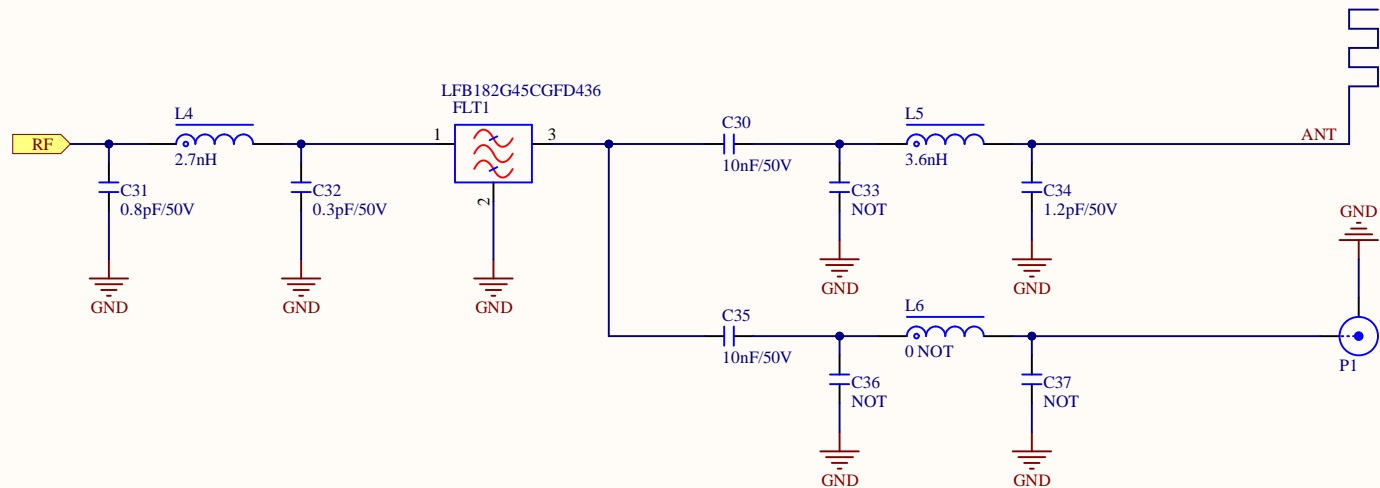 LFB182G45CGFD436
FLT1
RF
L4
2.7nH
1
3
2
C31
0.8pF/50V
C32
0.3pF/50V
GND
GND
GND
C30
10nF/50V
L5
3.6nH
ANT
C33
NOT
C34
1.2pF/50V
GND
GND
GND
C35
10nF/50V
L6
0 NOT
P1
C36
NOT
C37
NOT
GND
GND